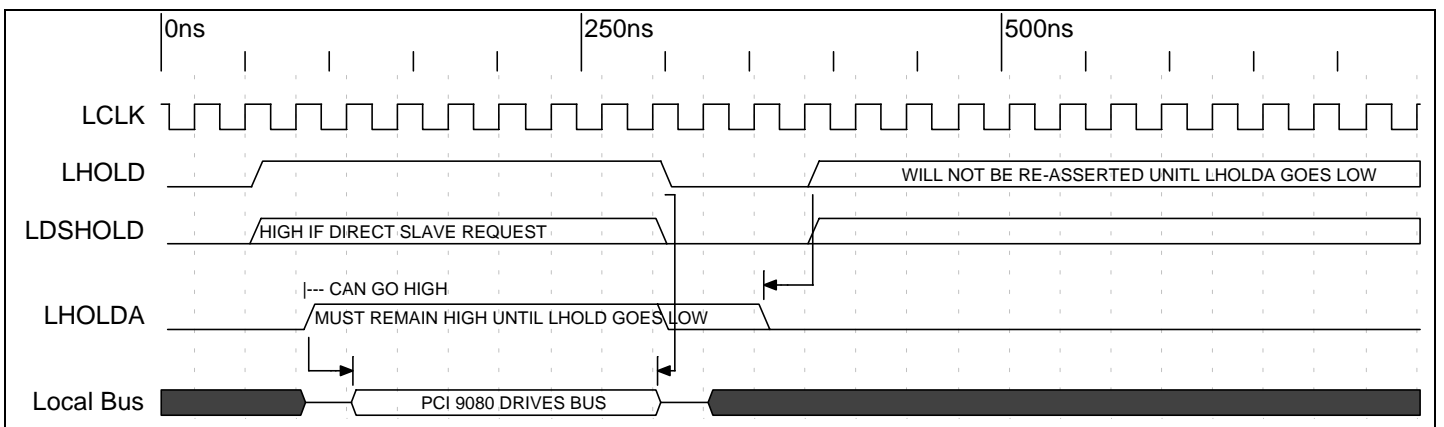 0ns 250ns 500ns
LCLK
LHOLD WILL NOT BE RE-ASSERTED UNITL LHOLDA GOES LOW
LDSHOLD HIGH IF DIRECT SLAVE REQUEST
|--- CAN GO HIGH
LHOLDA MUST REMAIN HIGH UNTIL LHOLD GOES LOW
Local Bus PCI 9080 DRIVES BUS